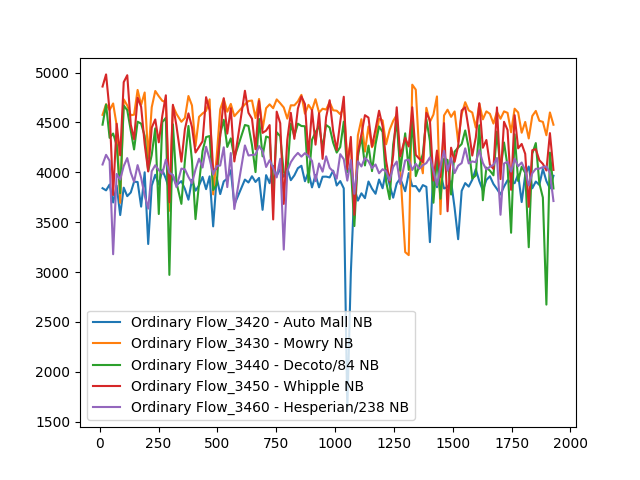 5000
4500
4000
3500
3000
2500
2000
1500
Ordinary Flow_3420 - Auto Mall NB
Ordinary Flow_3430 - Mowry NB
Ordinary Flow_3440 - Decoto/84 NB
Ordinary Flow_3450 - Whipple NB
Ordinary Flow_3460 - Hesperian/238 NB
0 250 500 750 1000 1250 1500 1750 2000